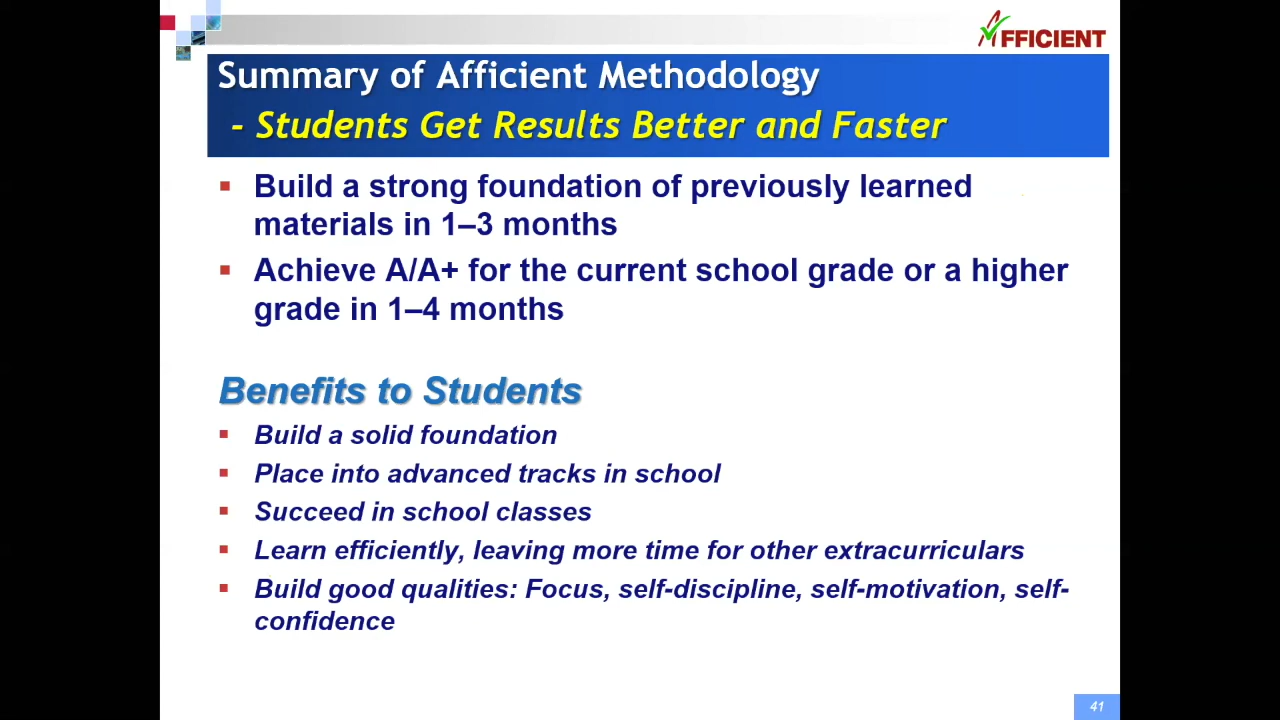 AFFICIENT
Summary of Afficient Methodology
- Students Get Results Better and Faster
▪ Build a strong foundation of previously learned
materials in 1–3 months
▪ Achieve A/A+ for the current school grade or a higher
grade in 1–4 months
Benefits to Students
▪ Build a solid foundation
▪ Place into advanced tracks in school
▪ Succeed in school classes
▪ Learn efficiently, leaving more time for other extracurriculars
▪ Build good qualities: Focus, self-discipline, self-motivation, self-
confidence
41